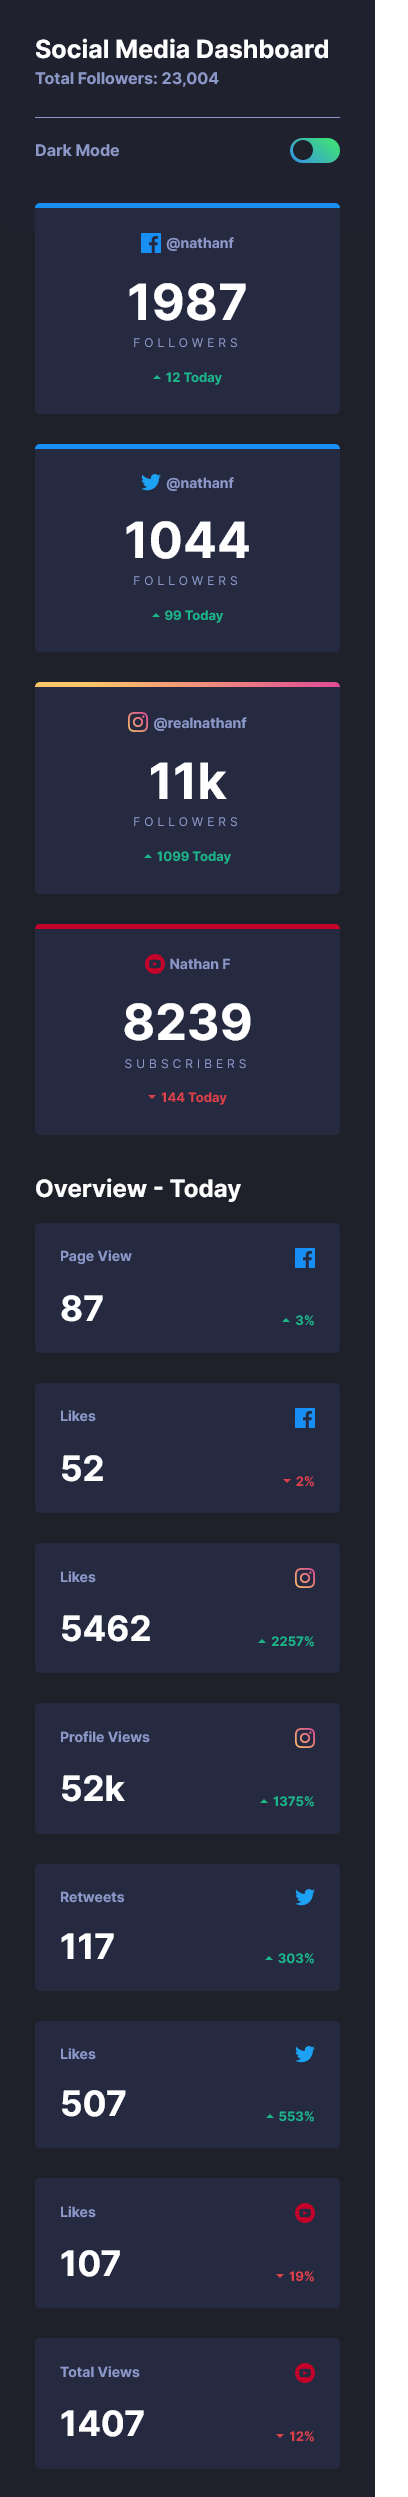 Social Media Dashboard
Total Followers: 23,004
Dark Mode
@nathanf
1987
FOLLOWERS
12 Today
@nathanf
1044
FOLLOWERS
99 Today
@realnathanf
11k
FOLLOWERS
1099 Today
Nathan F
8239
SUBSCRIBERS
144 Today
Overview - Today
Page View
87
3%
Likes
52
2%
Likes
5462
2257%
Profile Views
52k
1375%
Retweets
117
303%
Likes
507
553%
Likes
107
19%
Total Views
1407
12%